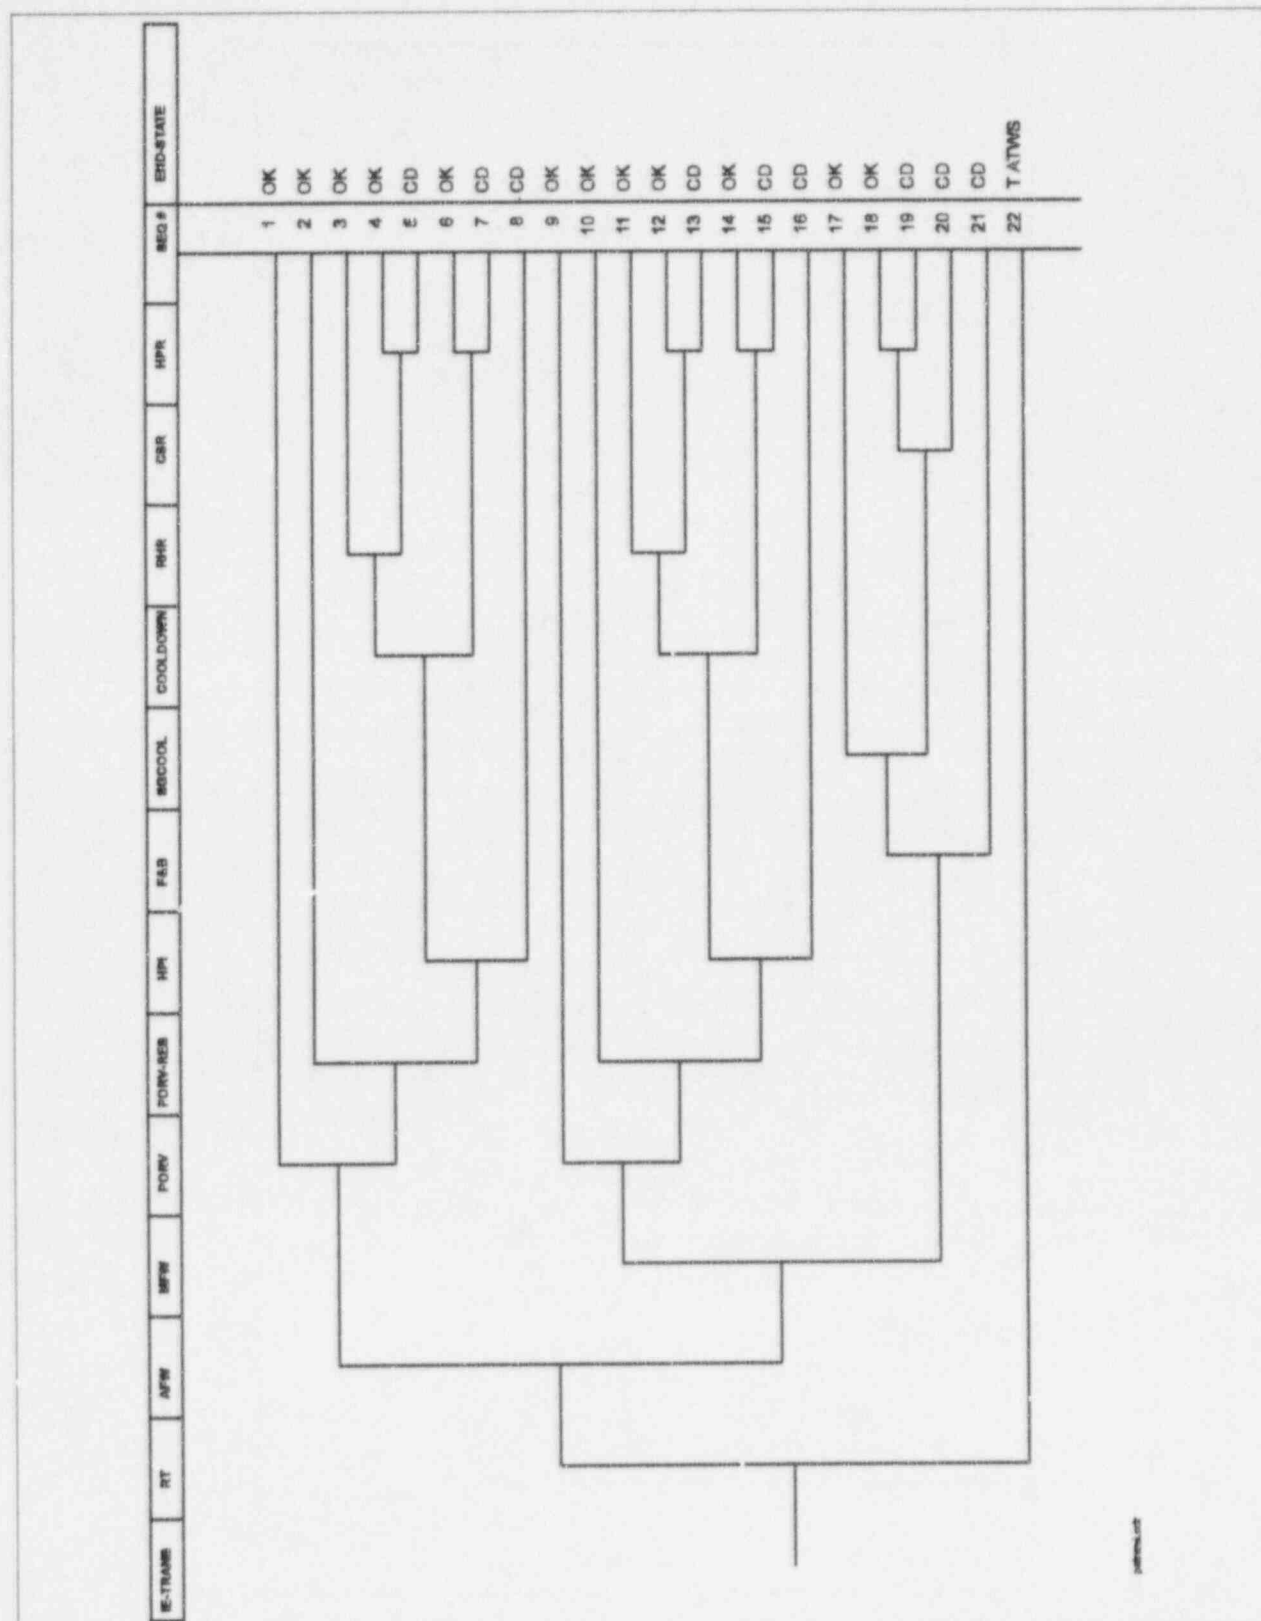 IE-TRANS RT AFW MFW PORV PORV-RES HPI F&B SGCOOL COOLDOWN RHR CSR HPR SEQ # END-STATE
1 OK
2 OK
3 OK
4 OK
5 CD
6 OK
7 CD
8 CD
9 OK
10 OK
11 OK
12 OK
13 CD
14 OK
15 CD
16 CD
17 OK
18 OK
19 CD
20 CD
21 CD
22 T ATWS